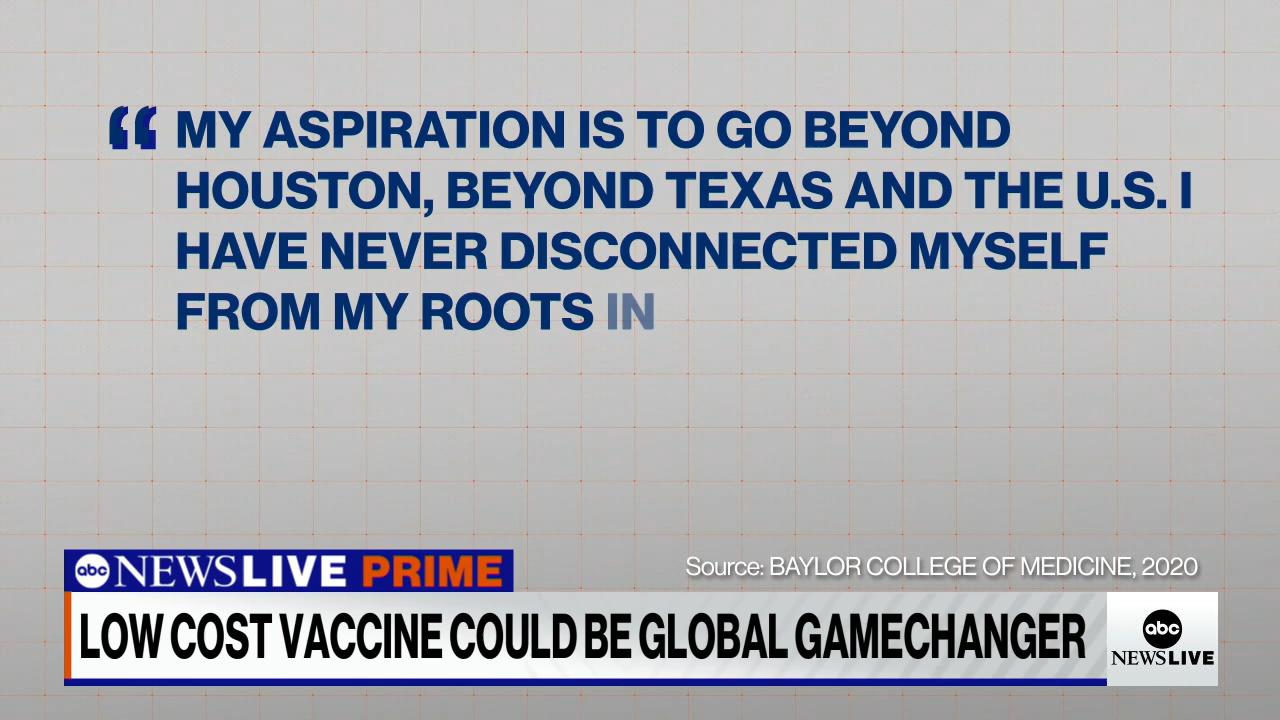 “ MY ASPIRATION IS TO GO BEYOND
HOUSTON, BEYOND TEXAS AND THE U.S. I
HAVE NEVER DISCONNECTED MYSELF
FROM MY ROOTS IN
abc NEWS LIVE PRIME
Source: BAYLOR COLLEGE OF MEDICINE, 2020
LOW COST VACCINE COULD BE GLOBAL GAMECHANGER
abc
NEWS LIVE